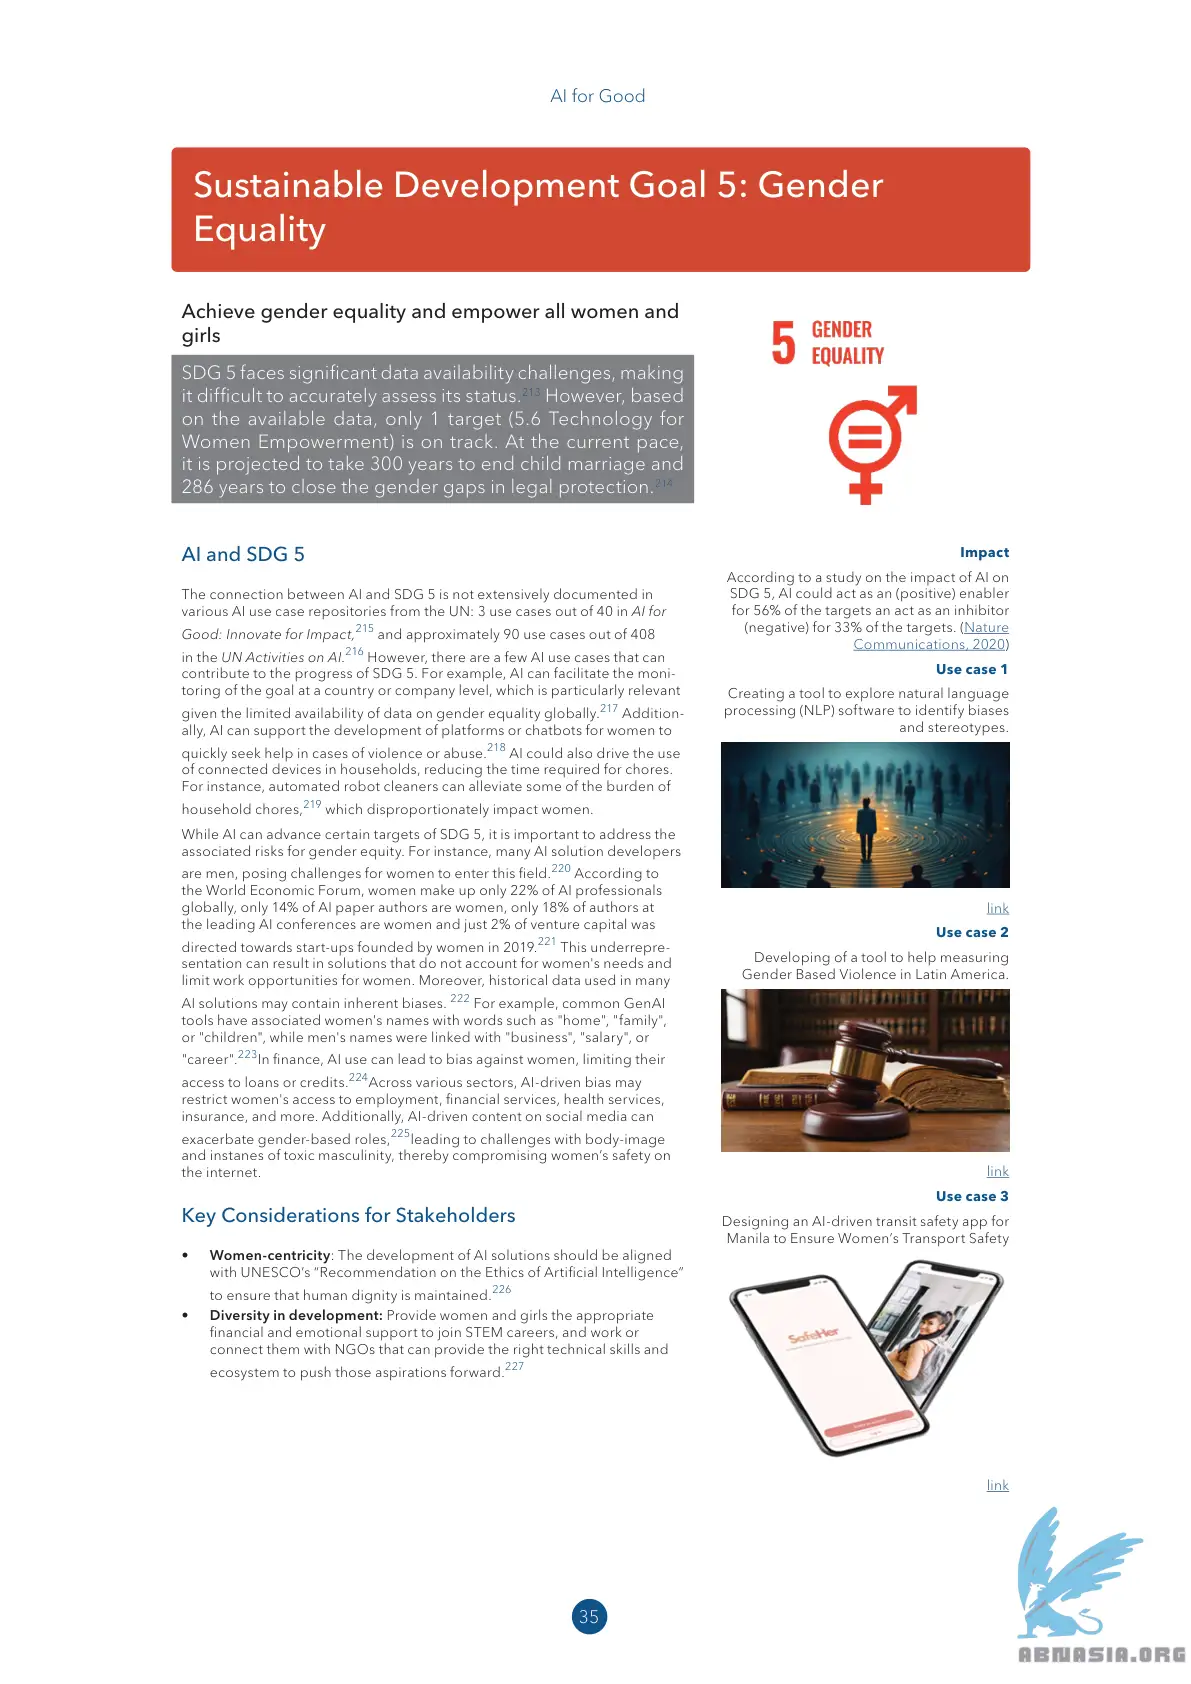 AI for Good
Sustainable Development Goal 5: Gender
Equality
Achieve gender equality and empower all women and
girls
SDG 5 faces significant data availability challenges, making
it difficult to accurately assess its status.213 However, based
on the available data, only 1 target (5.6 Technology for
Women Empowerment) is on track. At the current pace,
it is projected to take 300 years to end child marriage and
286 years to close the gender gaps in legal protection.214
5 GENDER
EQUALITY
AI and SDG 5
The connection between AI and SDG 5 is not extensively documented in
various AI use case repositories from the UN: 3 use cases out of 40 in AI for
Good: Innovate for Impact,215 and approximately 90 use cases out of 408
in the UN Activities on AI.216 However, there are a few AI use cases that can
contribute to the progress of SDG 5. For example, AI can facilitate the moni-
toring of the goal at a country or company level, which is particularly relevant
given the limited availability of data on gender equality globally.217 Addition-
ally, AI can support the development of platforms or chatbots for women to
quickly seek help in cases of violence or abuse.218 AI could also drive the use
of connected devices in households, reducing the time required for chores.
For instance, automated robot cleaners can alleviate some of the burden of
household chores,219 which disproportionately impact women.
While AI can advance certain targets of SDG 5, it is important to address the
associated risks for gender equity. For instance, many AI solution developers
are men, posing challenges for women to enter this field.220 According to
the World Economic Forum, women make up only 22% of AI professionals
globally, only 14% of AI paper authors are women, only 18% of authors at
the leading AI conferences are women and just 2% of venture capital was
directed towards start-ups founded by women in 2019.221 This underrepre-
sentation can result in solutions that do not account for women's needs and
limit work opportunities for women. Moreover, historical data used in many
AI solutions may contain inherent biases. 222 For example, common GenAI
tools have associated women's names with words such as "home", "family",
or "children", while men's names were linked with "business", "salary", or
"career".223In finance, AI use can lead to bias against women, limiting their
access to loans or credits.224Across various sectors, AI-driven bias may
restrict women's access to employment, financial services, health services,
insurance, and more. Additionally, AI-driven content on social media can
exacerbate gender-based roles,225leading to challenges with body-image
and instanes of toxic masculinity, thereby compromising women's safety on
the internet.
Key Considerations for Stakeholders
• Women-centricity: The development of AI solutions should be aligned
with UNESCO's "Recommendation on the Ethics of Artificial Intelligence"
to ensure that human dignity is maintained.226
• Diversity in development: Provide women and girls the appropriate
financial and emotional support to join STEM careers, and work or
connect them with NGOs that can provide the right technical skills and
ecosystem to push those aspirations forward.227
Impact
According to a study on the impact of AI on
SDG 5, AI could act as an (positive) enabler
for 56% of the targets an act as an inhibitor
(negative) for 33% of the targets. (Nature
Communications, 2020)
Use case 1
Creating a tool to explore natural language
processing (NLP) software to identify biases
and stereotypes.
link
Use case 2
Developing of a tool to help measuring
Gender Based Violence in Latin America.
link
Use case 3
Designing an AI-driven transit safety app for
Manila to Ensure Women's Transport Safety
SafeHer
link
35
ABNASIA.ORG